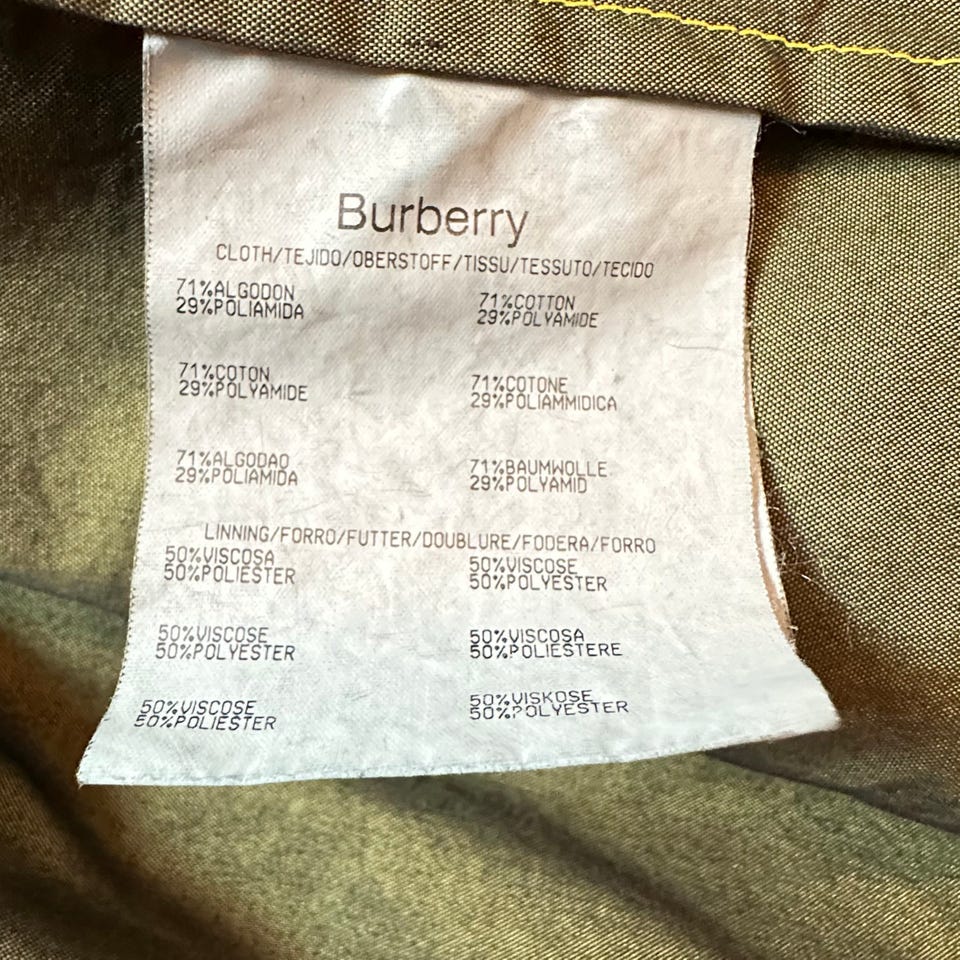 Burberry
CLOTH/TEJIDO/OBERSTOFF/TISSU/TESSUTO/TECIDO
71%ALGODON
29%POLIAMIDA
71%COTTON
29%POLYAMIDE
71%COTON
29%POLYAMIDE
71%COTONE
29%POLIAMMIDICA
71%ALGODAO
29%POLIAMIDA
71%BAUMWOLLE
29%POLYAMID
LINNING/FORRO/FUTTER/DOUBLURE/FODERA/FORRO
50%VISCOSA
50%POLIESTER
50%VISCOSE
50%POLYESTER
50%VISCOSE
50%POLYESTER
50%VISCOSA
50%POLIESTERE
50%VISCOSE
50%POLIESTER
50%VISKOSE
50%POLYESTER